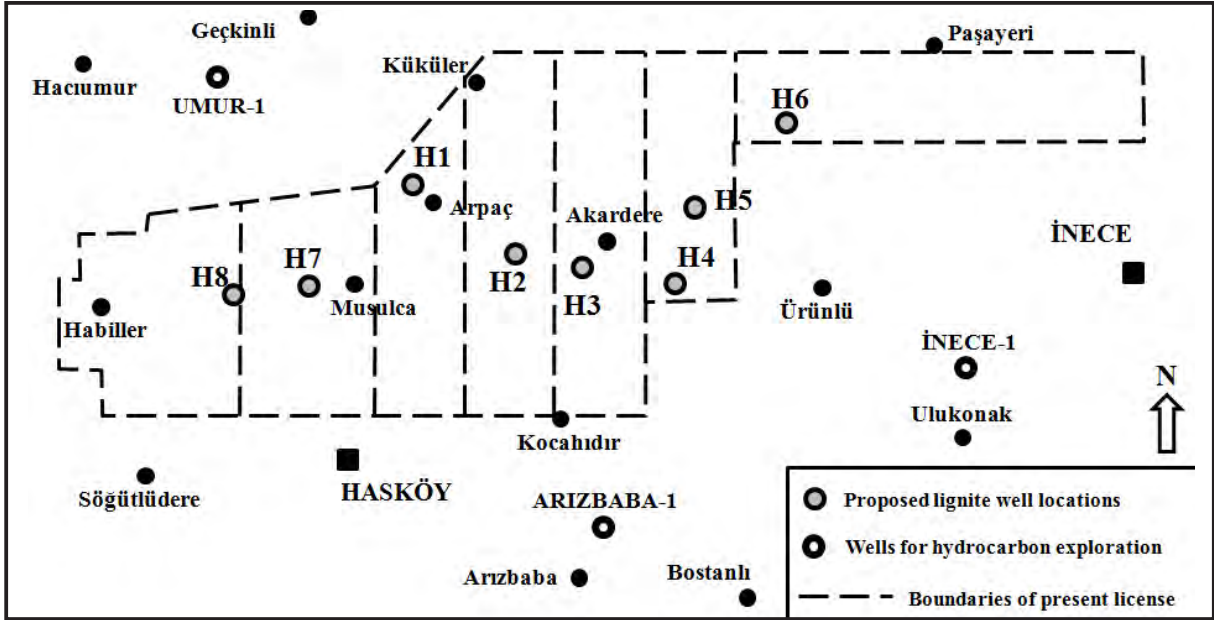 Geçkinli
Paşayeri
Hacıumur
UMUR-1
Küküler
H6
H1
Arpaç
H5
Akardere
İNECE
H8
H7
H2
H3
H4
Habiller
Musulca
Ürünlü
İNECE-1
N
Ulukonak
Kocahıdır
Söğütlüdere
HASKÖY
ARIZBABA-1
Arızbaba
Bostanlı
Proposed lignite well locations
Wells for hydrocarbon exploration
Boundaries of present license